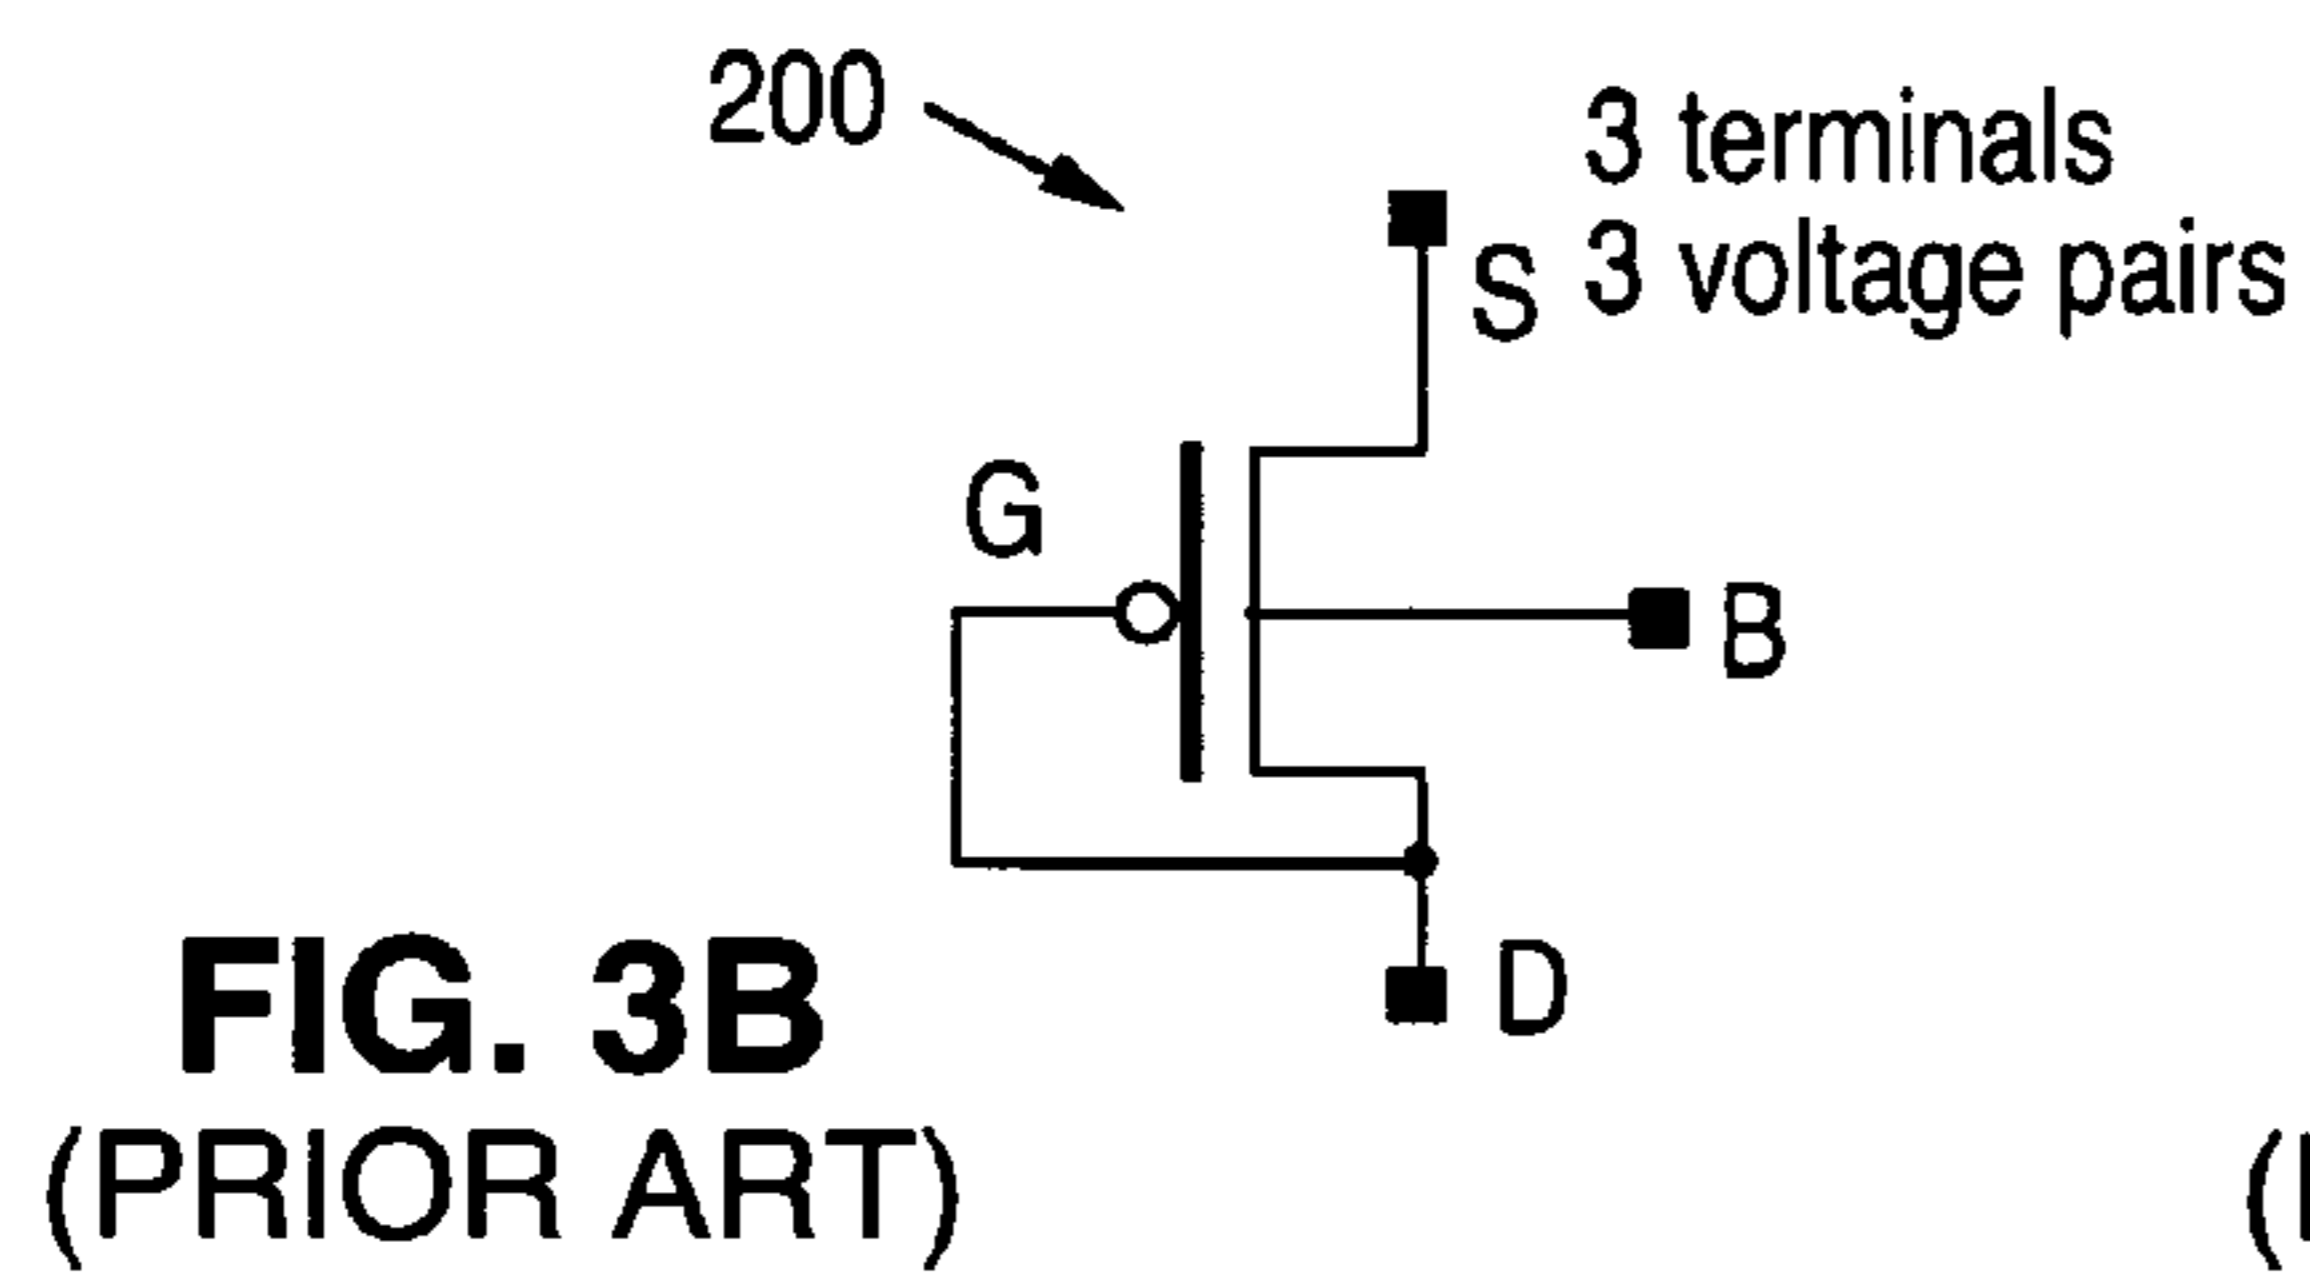 200
3 terminals
3 voltage pairs
S
G
B
D
FIG. 3B
(PRIOR ART)
(